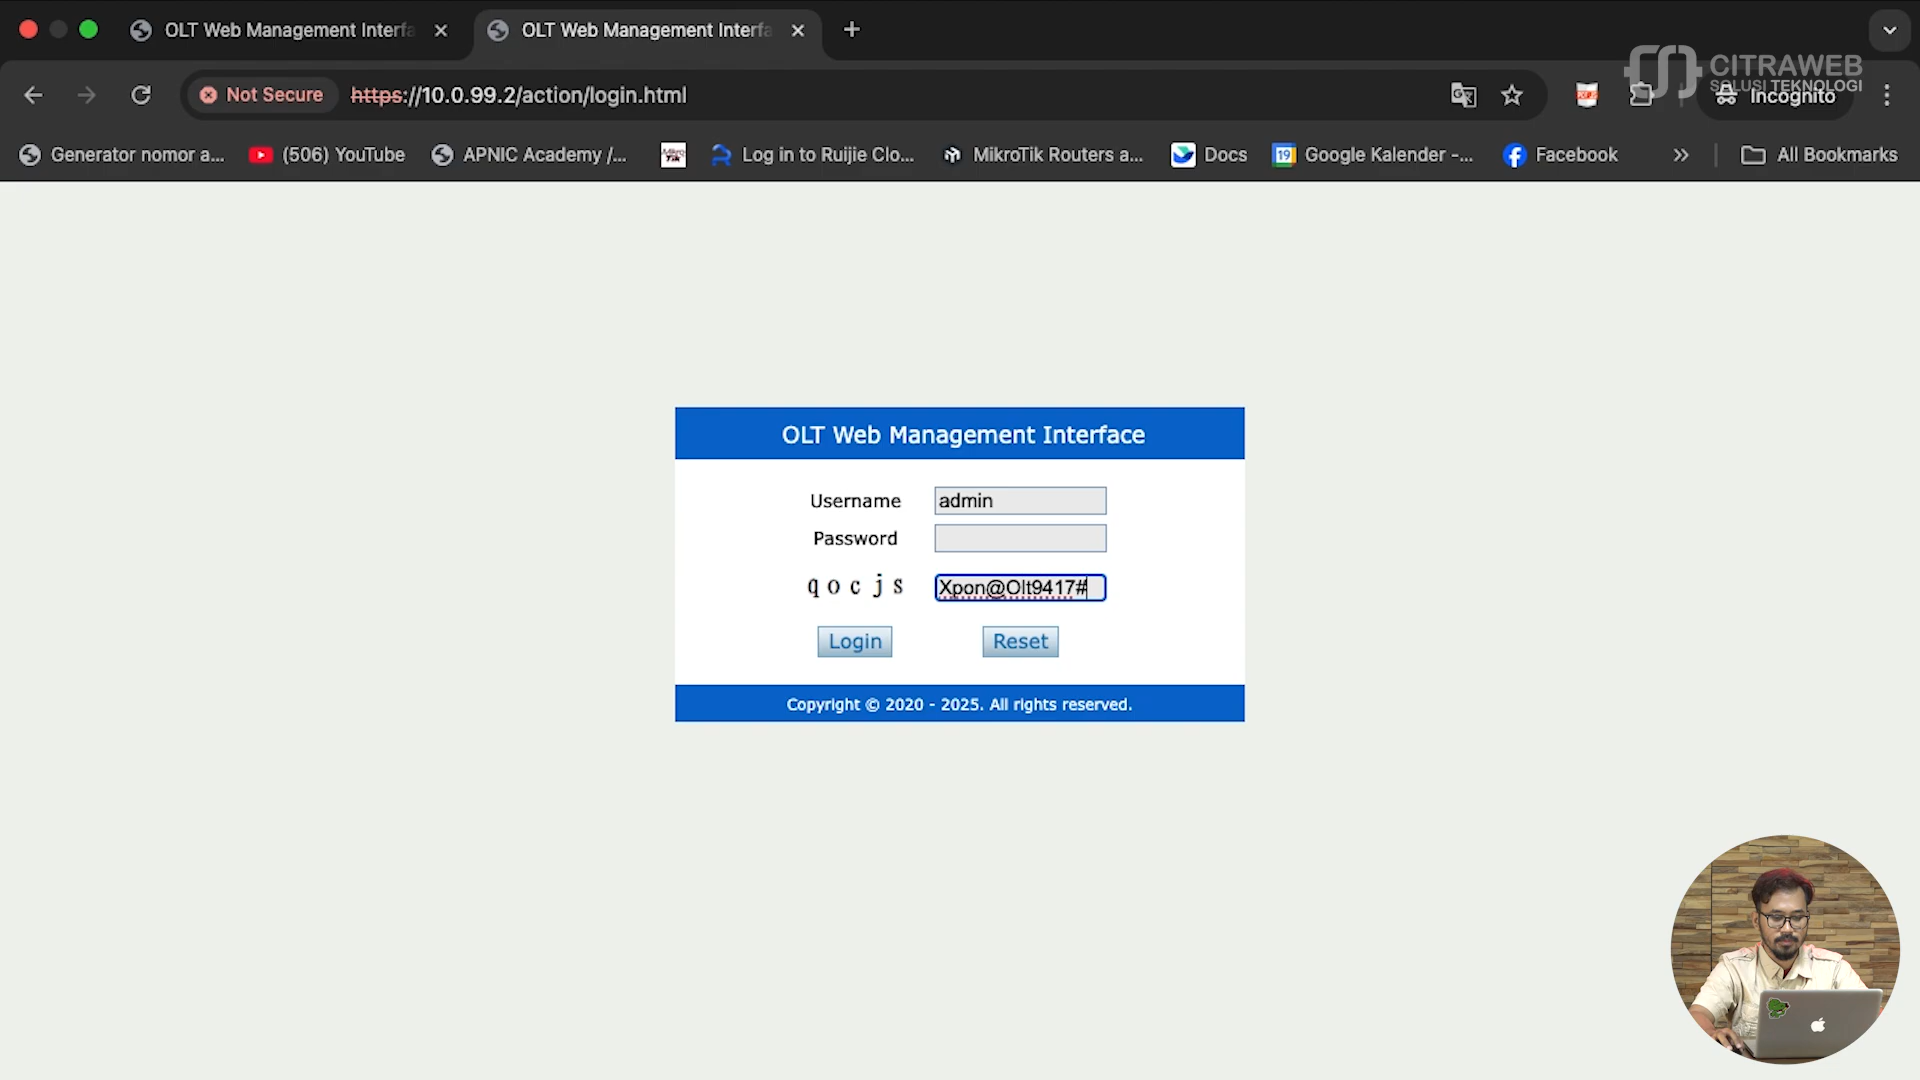 OLT Web Management Interfa
OLT Web Management Interfa
CITRAWEB
SOLUSI TEKNOLOGI
Not Secure https://10.0.99.2/action/login.html
Incognito
Generator nomor a...
(506) YouTube
APNIC Academy /...
Log in to Ruijie Clo...
MikroTik Routers a...
Docs
19
Google Kalender -...
Facebook
All Bookmarks
OLT Web Management Interface
Username admin
Password
q o c j s Xpon@Olt9417#
Login Reset
Copyright © 2020 - 2025. All rights reserved.